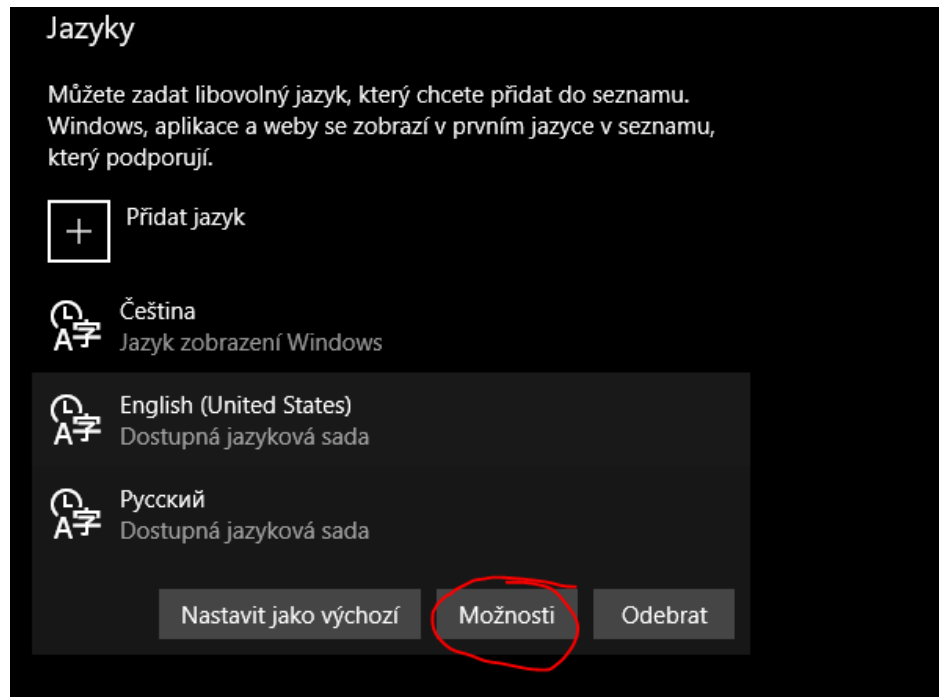 Jazyky
Můžete zadat libovolný jazyk, který chcete přidat do seznamu.
Windows, aplikace a weby se zobrazí v prvním jazyce v seznamu,
který podporují.
Přidat jazyk
Čeština
Jazyk zobrazení Windows
English (United States)
Dostupná jazyková sada
Русский
Dostupná jazyková sada
Nastavit jako výchozí Možnosti Odebrat